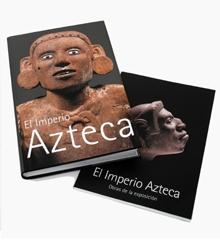 El Imperio
Azteca
El Imperio Azteca
Obras de la exposición